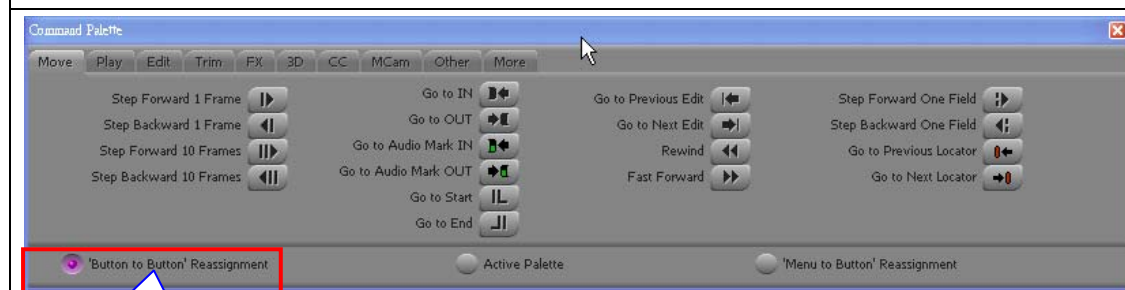 Command Palette
Move Play Edit Trim FX 3D CC MCam Other More
Step Forward 1 Frame
Step Backward 1 Frame
Step Forward 10 Frames
Step Backward 10 Frames
Go to IN
Go to OUT
Go to Audio Mark IN
Go to Audio Mark OUT
Go to Start
Go to End
Go to Previous Edit
Go to Next Edit
Rewind
Fast Forward
Step Forward One Field
Step Backward One Field
Go to Previous Locator
Go to Next Locator
'Button to Button' Reassignment
Active Palette
'Menu to Button' Reassignment